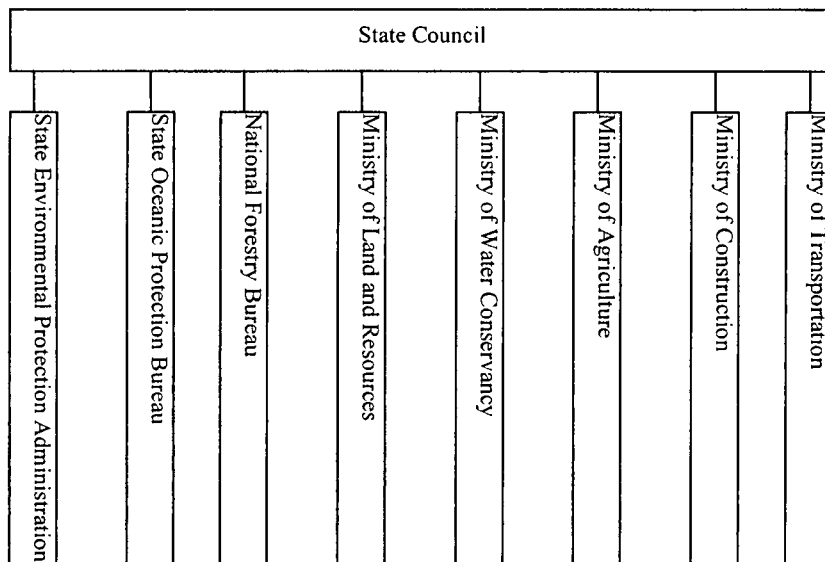 State Council
State Environmental Protection Administration
State Oceanic Protection Bureau
National Forestry Bureau
Ministry of Land and Resources
Ministry of Water Conservancy
Ministry of Agriculture
Ministry of Construction
Ministry of Transportation